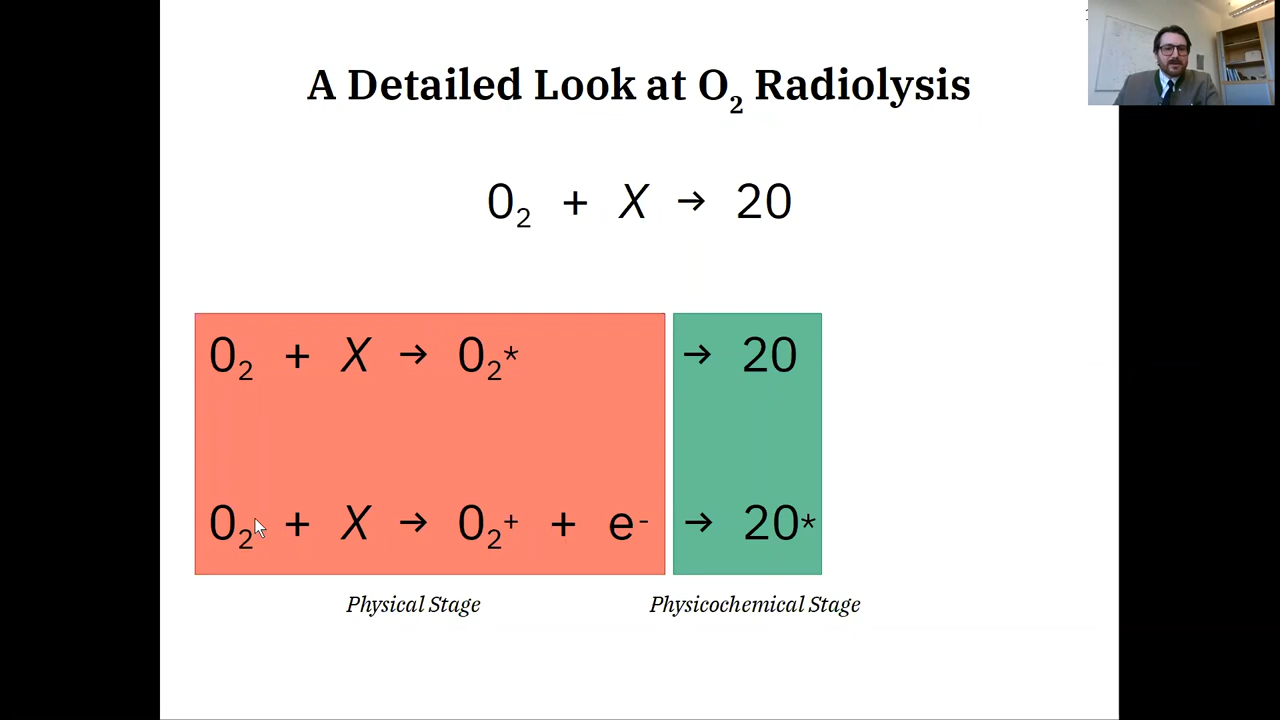 A Detailed Look at O₂ Radiolysis
O₂ + X → 2O
O₂ + X → O₂* → 2O
O₂ + X → O₂⁺ + e⁻ → 2O*
Physical Stage
Physicochemical Stage